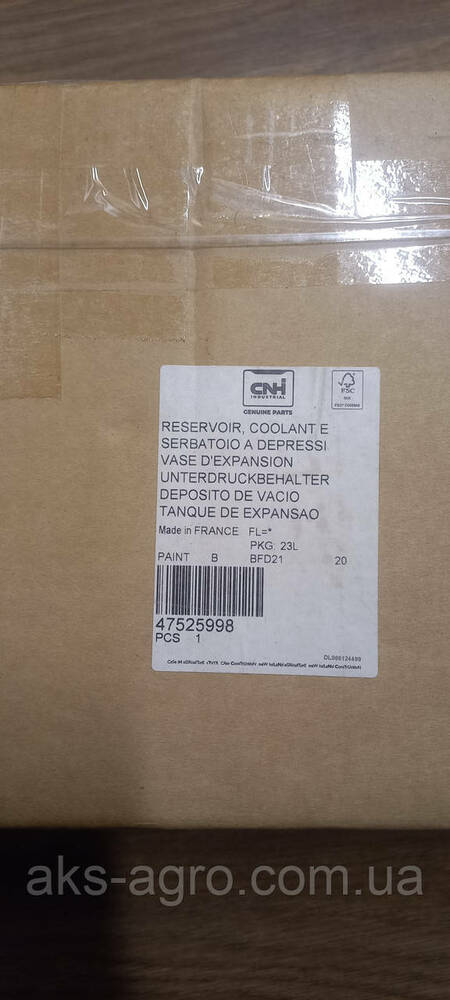 CNH
INDUSTRIAL
GENUINE PARTS
FSC
RESERVOIR, COOLANT E
SERBATOIO A DEPRESSI
VASE D'EXPANSION
UNTERDRUCKBEHALTER
DEPOSITO DE VACIO
TANQUE DE EXPANSAO
Made in FRANCE FL=*
PKG. 23L
PAINT B BFD21 20
47525998
PCS 1
aks-agro.com.ua